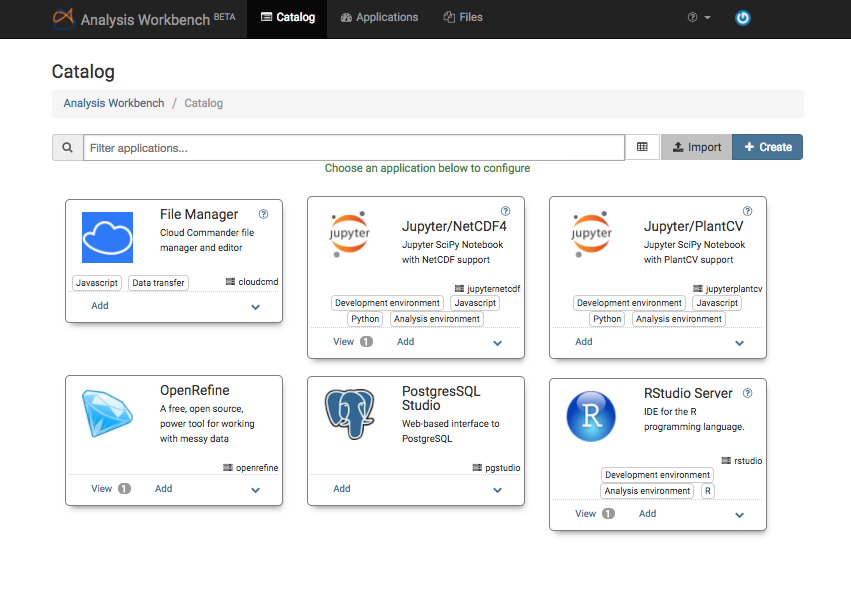 Analysis Workbench BETA
Catalog
Applications
Files
Catalog
Analysis Workbench / Catalog
Filter applications...
Import
Create
Choose an application below to configure
File Manager
Cloud Commander file
manager and editor
cloudcmd
Javascript
Data transfer
Add
jupyter
Jupyter/NetCDF4
Jupyter SciPy Notebook
with NetCDF support
jupyternetcdf
Development environment
Javascript
Python
Analysis environment
View 1
Add
jupyter
Jupyter/PlantCV
Jupyter SciPy Notebook
with PlantCV support
jupyterplantcv
Development environment
Javascript
Python
Analysis environment
Add
OpenRefine
A free, open source,
power tool for working
with messy data
openrefine
View 1
Add
PostgresSQL
Studio
Web-based interface to
PostgreSQL
pgstudio
Add
R
RStudio Server
IDE for the R
programming language.
rstudio
Development environment
Analysis environment
R
View 1
Add